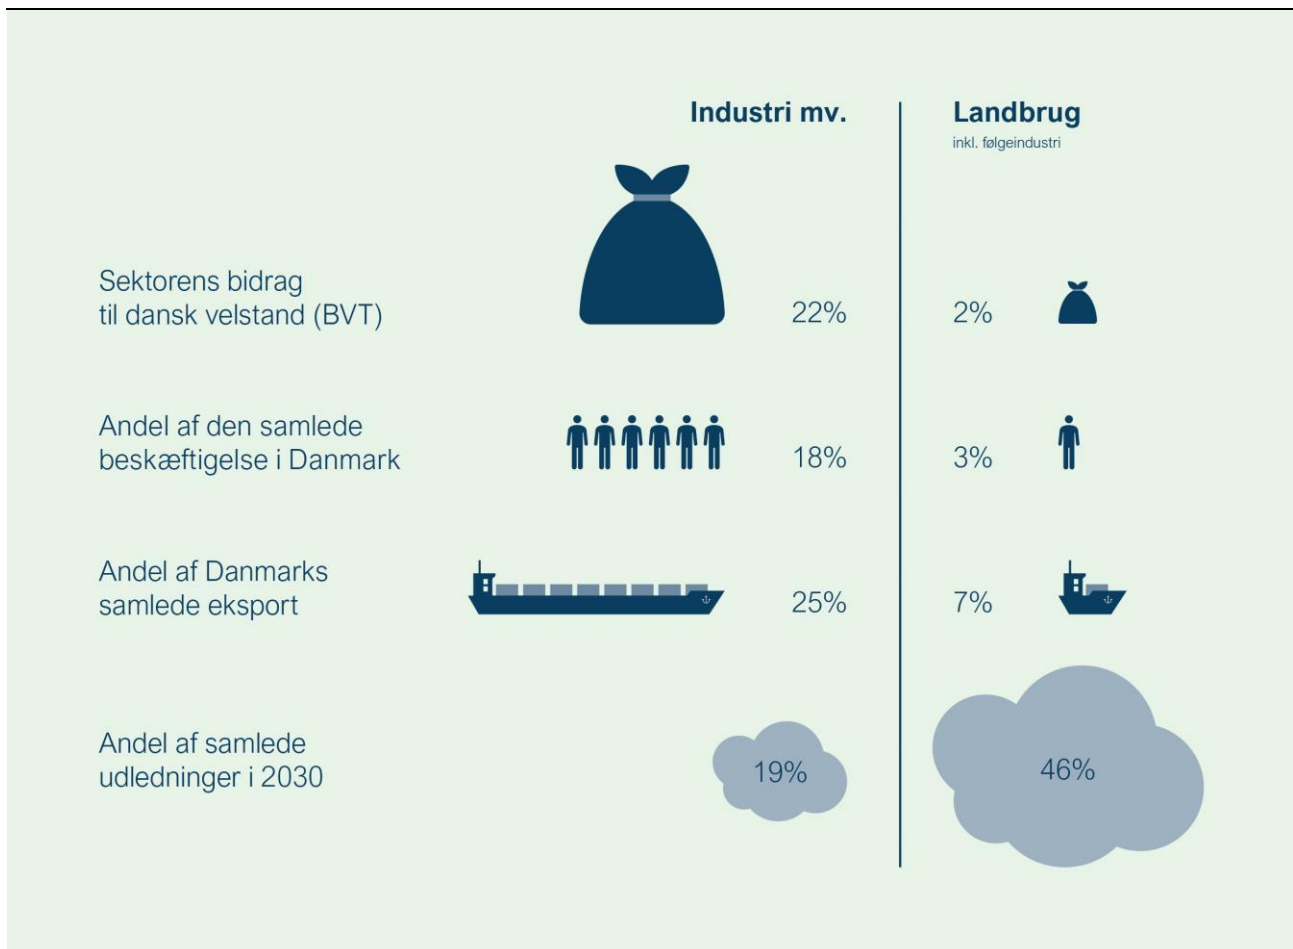 Industri mv.
Landbrug
inkl. følgeindustri
Sektorens bidrag
til dansk velstand (BVT)
22%
2%
Andel af den samlede
beskæftigelse i Danmark
18%
3%
Andel af Danmarks
samlede eksport
25%
7%
Andel af samlede
udledninger i 2030
19%
46%